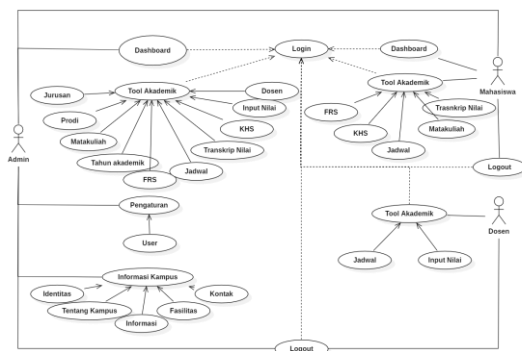 Dashboard
Login
Dashboard
Mahasiswa
Jurusan
Tool Akademik
Dosen
Tool Akademik
Prodi
Input Nilai
FRS
Trasnkrip Nilai
Matakuliah
KHS
KHS
Matakuliah
Admin
Tahun akademik
Transkrip Nilai
Jadwal
FRS
Jadwal
Logout
Pengaturan
Tool Akademik
Dosen
User
Jadwal
Input Nilai
Informasi Kampus
Identitas
Kontak
Tentang Kampus
Fasilitas
Informasi
Logout